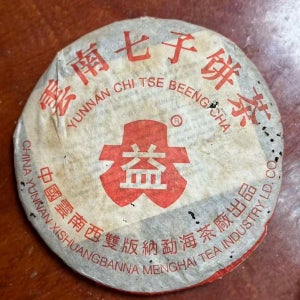 雲南七子餅茶
YUNNAN CHI TSE BEENG CHA
®
益
中國雲南西雙版納勐海茶廠出品
CHINA YUNNAN XISHUANGBANNA MENGHAI TEA INDUSTRY LD. CO.